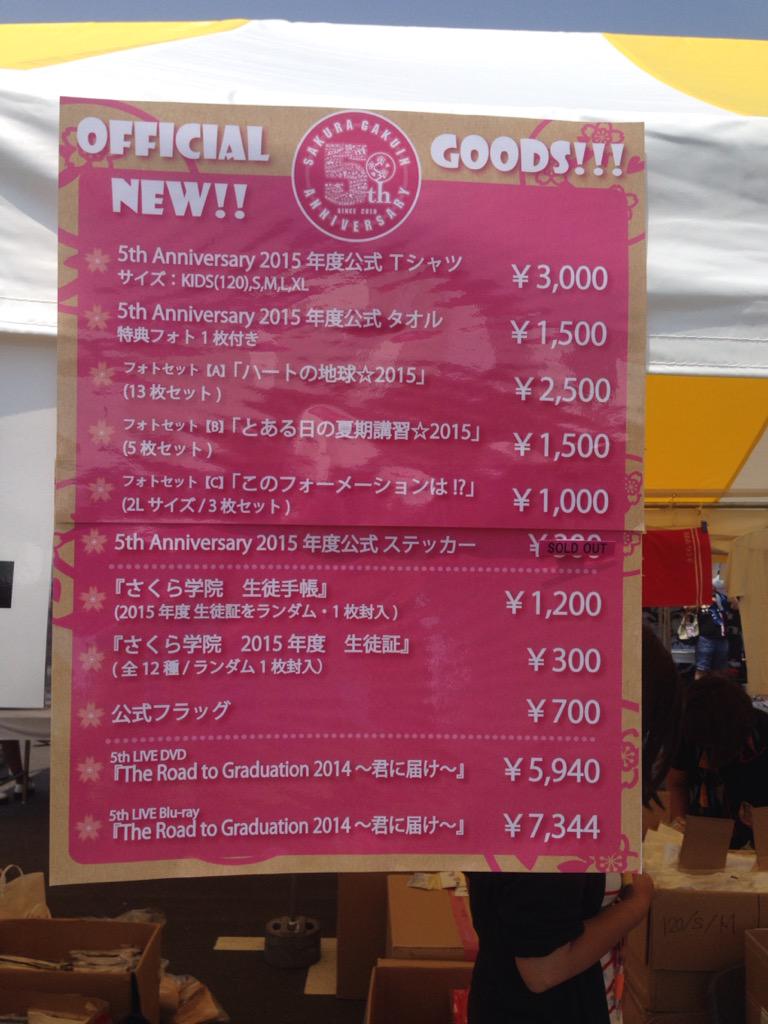 OFFICIAL
GOODS!!!
NEW!!
SAKURA GAKUIN
5th
SINCE 2010
ANNIVERSARY
5th Anniversary 2015 年度公式 Tシャツ ¥3,000
サイズ：KIDS(120),S,M,L,XL
5th Anniversary 2015 年度公式 タオル ¥1,500
特典フォト 1 枚付き
フォトセット【A】「ハートの地球☆2015」 ¥2,500
(13 枚セット)
フォトセット【B】「とある日の夏期講習☆2015」 ¥1,500
(5 枚セット)
フォトセット【C】「このフォーメーションは!?」 ¥1,000
(2L サイズ / 3 枚セット)
5th Anniversary 2015 年度公式 ステッカー SOLD OUT
『さくら学院　生徒手帳』 ¥1,200
(2015 年度 生徒証をランダム・1 枚封入)
『さくら学院　2015 年度　生徒証』 ¥300
(全 12 種 / ランダム 1 枚封入)
公式フラッグ ¥700
5th LIVE DVD
『The Road to Graduation 2014 〜君に届け〜』 ¥5,940
5th LIVE Blu-ray
『The Road to Graduation 2014 〜君に届け〜』 ¥7,344
120/S/M